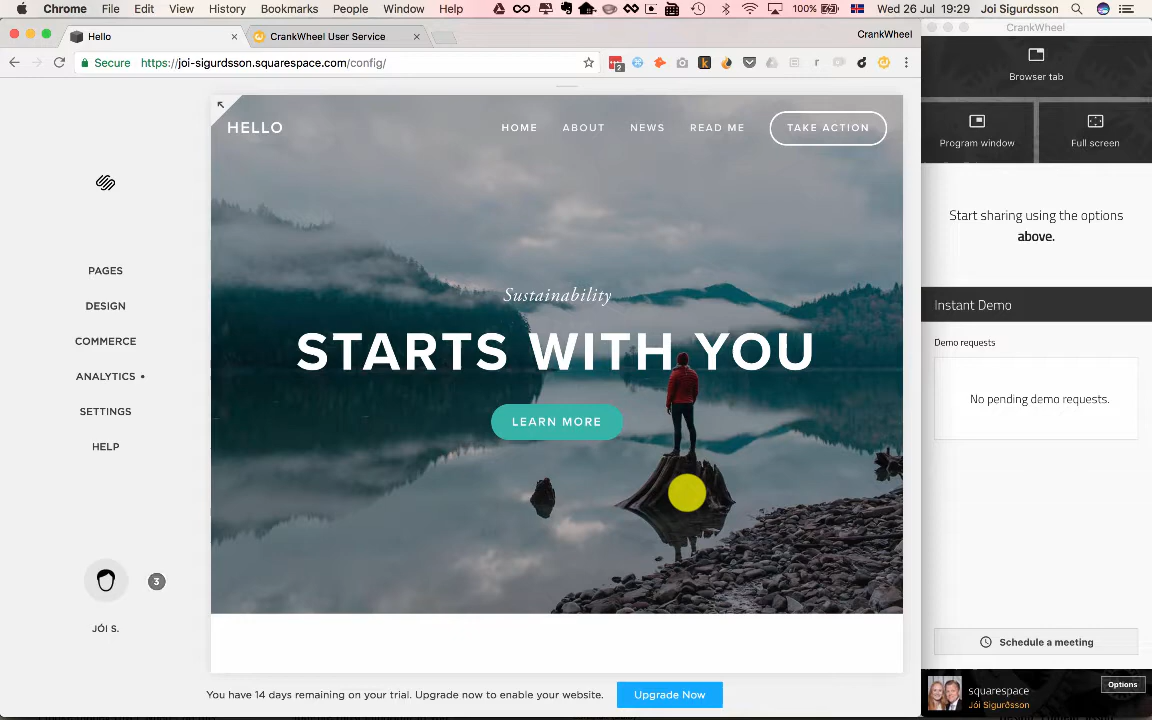 Chrome File Edit View History Bookmarks People Window Help 100% Wed 26 Jul 19:29 Joi Sigurdsson
Hello
CrankWheel User Service
CrankWheel
CrankWheel
Secure https://joi-sigurdsson.squarespace.com/config/
2
Browser tab
Program window
Full screen
HELLO
HOME
ABOUT
NEWS
READ ME
TAKE ACTION
PAGES
DESIGN
COMMERCE
ANALYTICS •
SETTINGS
HELP
3
JÓI S.
Sustainability
STARTS WITH YOU
LEARN MORE
You have 14 days remaining on your trial. Upgrade now to enable your website.
Upgrade Now
Start sharing using the options
above.
Instant Demo
Demo requests
No pending demo requests.
Schedule a meeting
squarespace
Jói Sigurðsson
Options